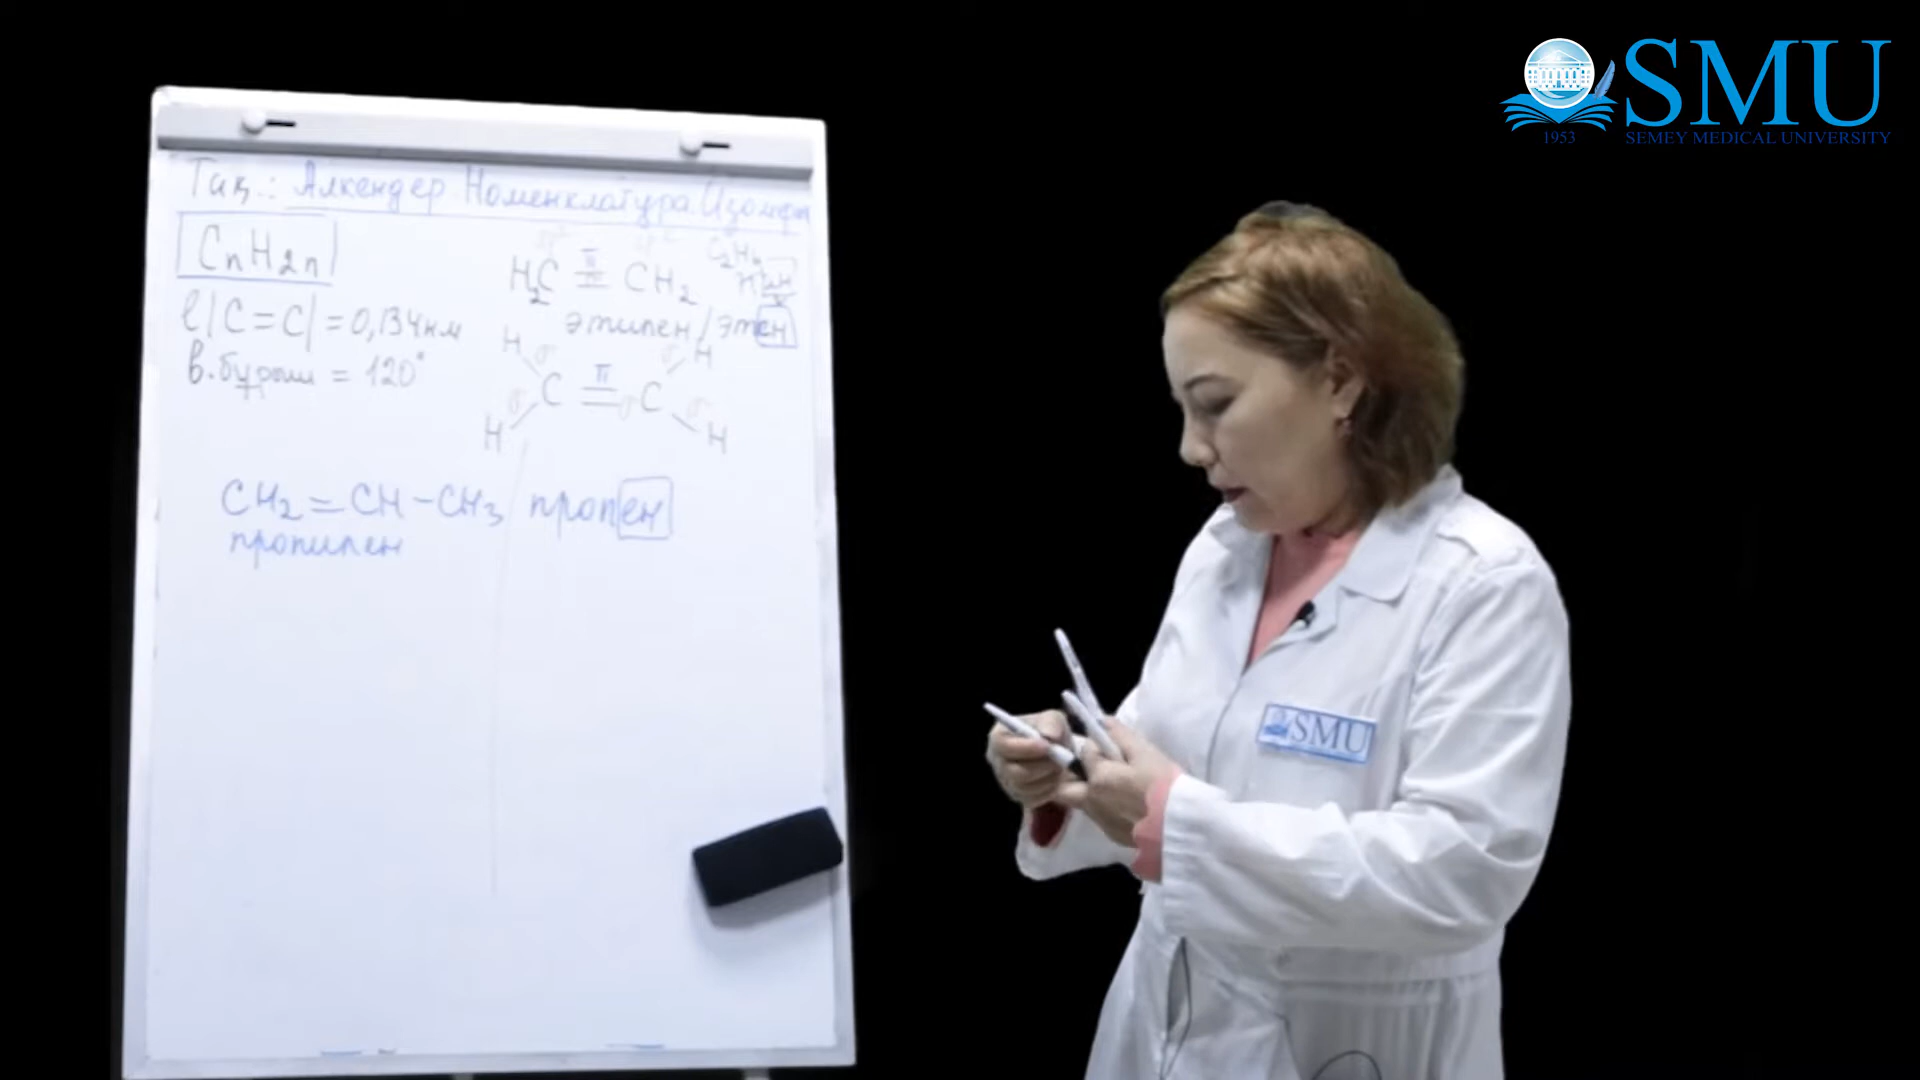 SMU
1953 SEMEY MEDICAL UNIVERSITY
Тақ.: Алкендер. Номенклатура. Изомфи
CnH2n
π
H2C = CH2
C2H4
этилен / этен
l|C=C| = 0,134нм
в.бұрыш = 120°
H σ σ H
C π C
σ σ σ
H H
CH2=CH-CH3 пропен
пропилен
SMU